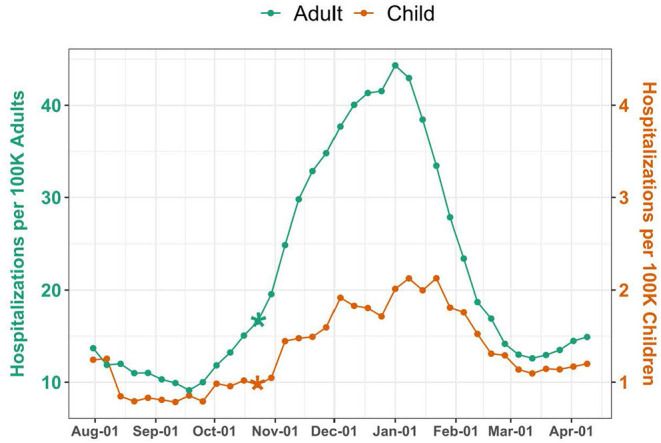 Adult Child
Hospitalizations per 100K Adults
40
30
20
10
4
3
2
1
Hospitalizations per 100K Children
Aug-01 Sep-01 Oct-01 Nov-01 Dec-01 Jan-01 Feb-01 Mar-01 Apr-01